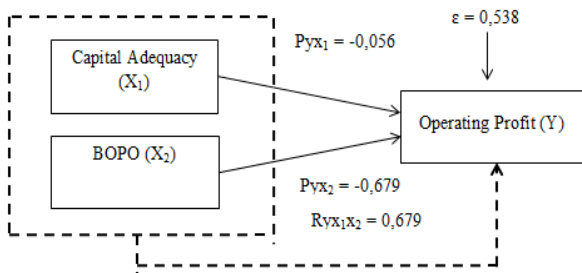 ε = 0,538
Pyx₁ = -0,056
Capital Adequacy
(X₁)
Operating Profit (Y)
BOPO (X₂)
Pyx₂ = -0,679
Ryx₁x₂ = 0,679